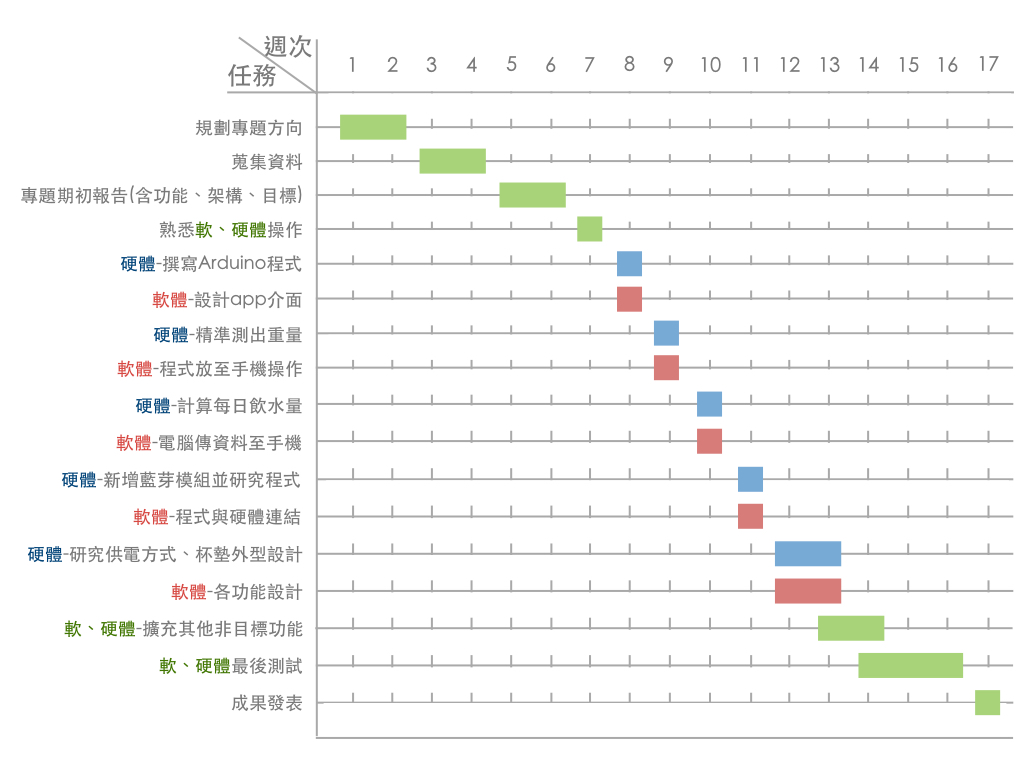 週次
任務
1 2 3 4 5 6 7 8 9 10 11 12 13 14 15 16 17
規劃專題方向
蒐集資料
專題期初報告(含功能、架構、目標)
熟悉軟、硬體操作
硬體-撰寫Arduino程式
軟體-設計app介面
硬體-精準測出重量
軟體-程式放至手機操作
硬體-計算每日飲水量
軟體-電腦傳資料至手機
硬體-新增藍芽模組並研究程式
軟體-程式與硬體連結
硬體-研究供電方式、杯墊外型設計
軟體-各功能設計
軟、硬體-擴充其他非目標功能
軟、硬體最後測試
成果發表